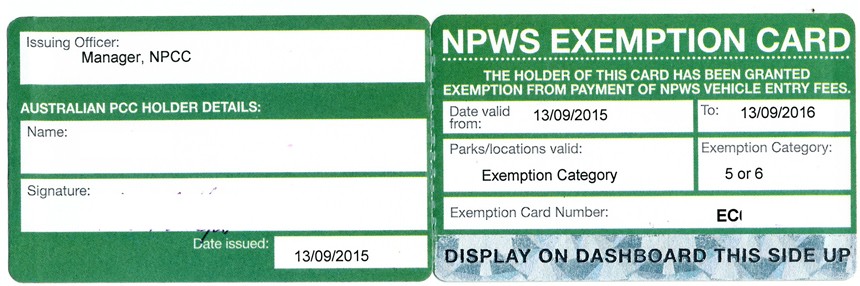 Issuing Officer:
Manager, NPCC
AUSTRALIAN PCC HOLDER DETAILS:
Name:
Signature:
Date issued:
13/09/2015
NPWS EXEMPTION CARD
THE HOLDER OF THIS CARD HAS BEEN GRANTED
EXEMPTION FROM PAYMENT OF NPWS VEHICLE ENTRY FEES.
Date valid
from:
13/09/2015
To:
13/09/2016
Parks/locations valid:
Exemption Category
Exemption Category:
5 or 6
Exemption Card Number:
EC
DISPLAY ON DASHBOARD THIS SIDE UP